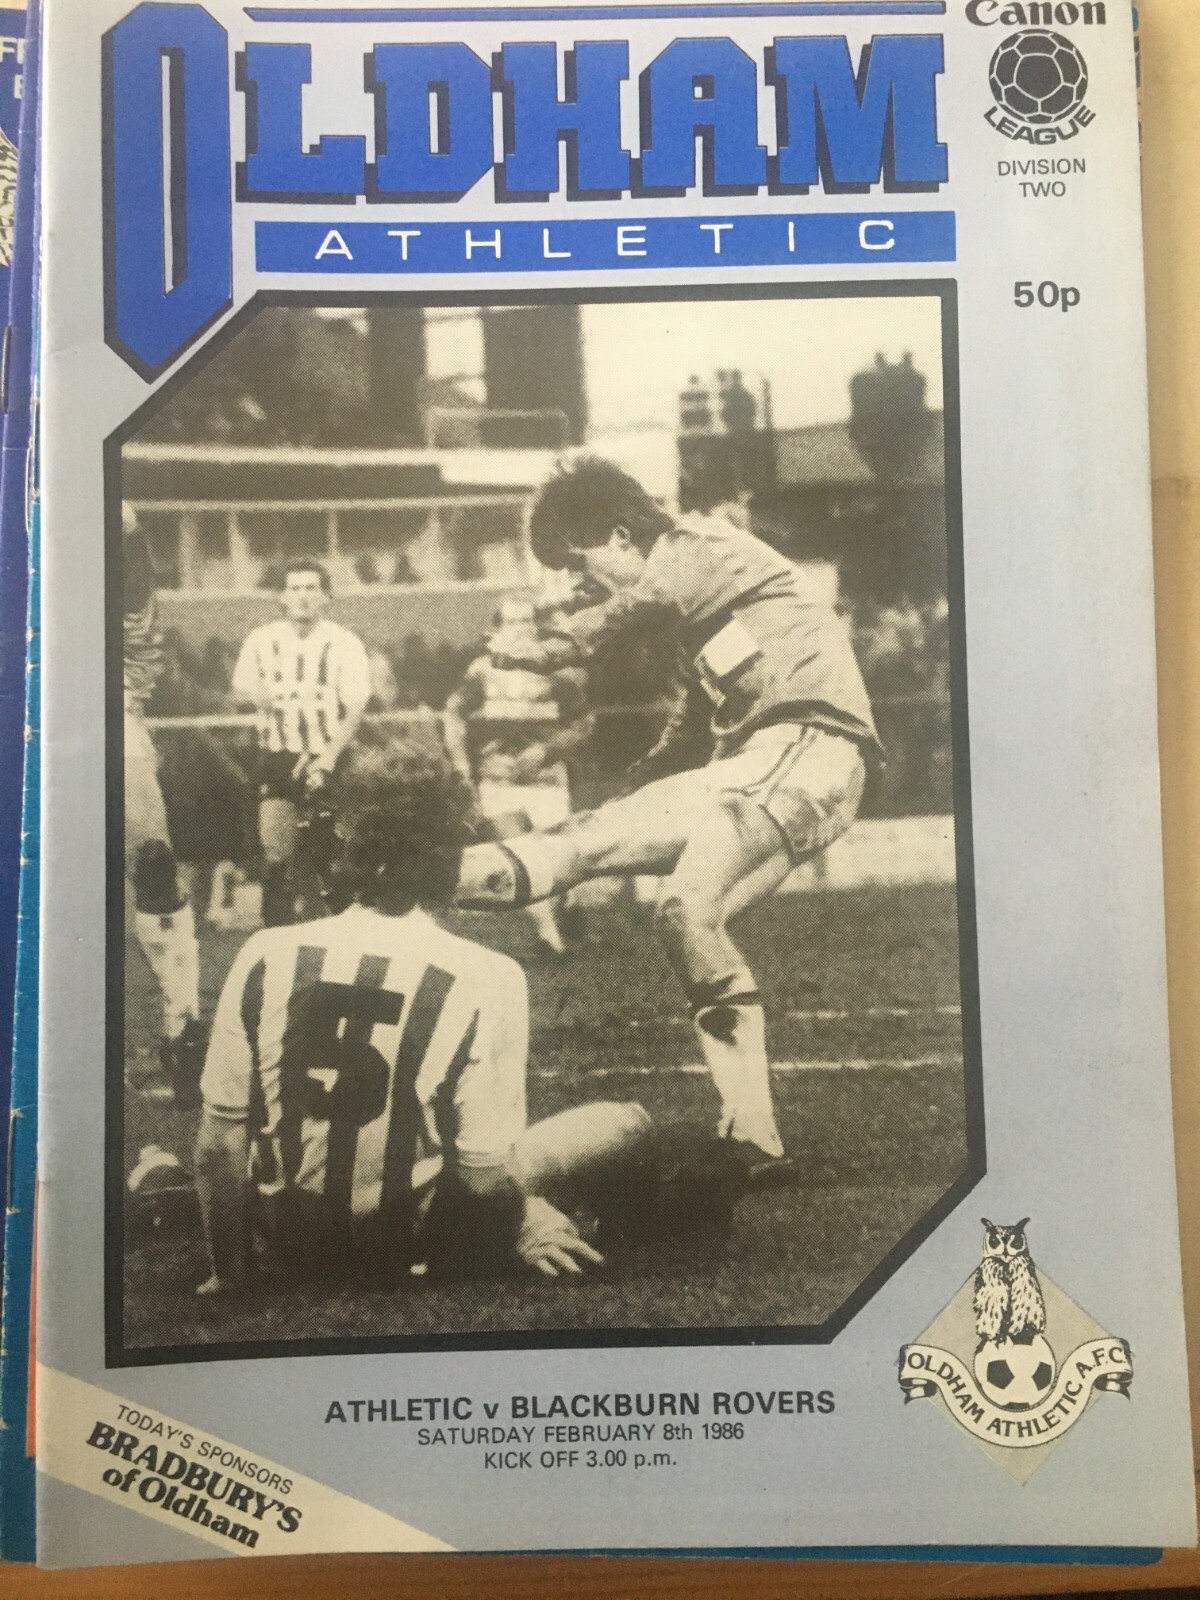 OLDHAM
ATHLETIC
Canon
LEAGUE
DIVISION
TWO
50p
5
ATHLETIC v BLACKBURN ROVERS
SATURDAY FEBRUARY 8th 1986
KICK OFF 3.00 p.m.
OLDHAM ATHLETIC A.F.C
TODAY'S SPONSORS
BRADBURY'S
of Oldham